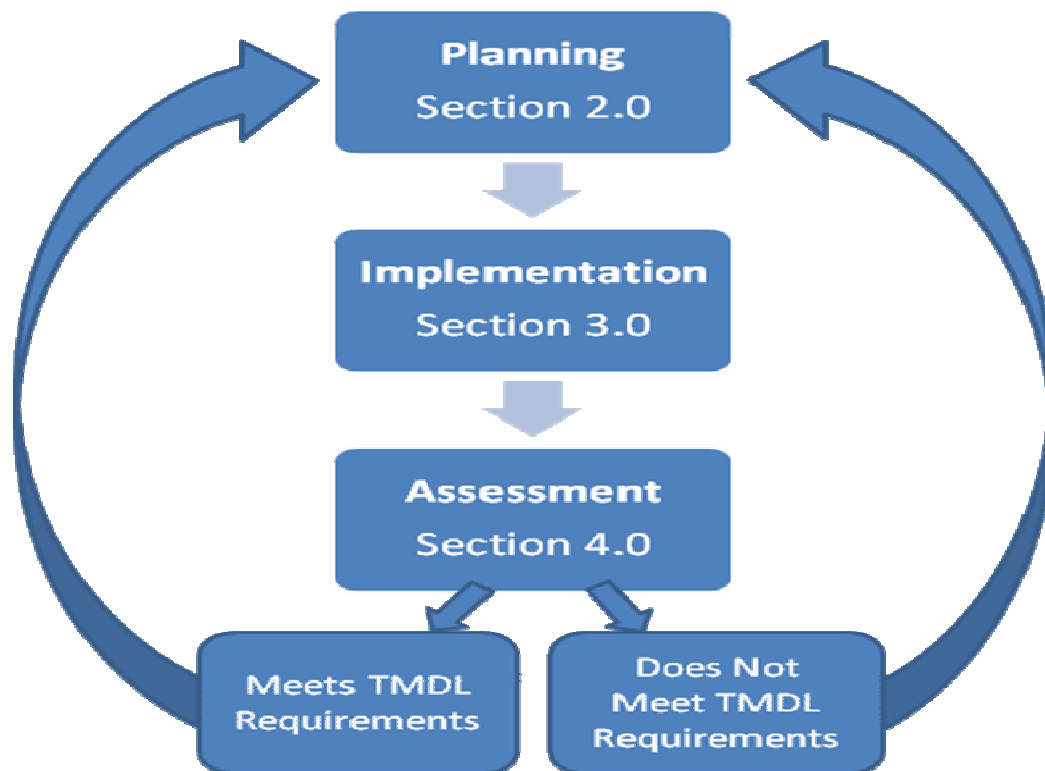 Planning
Section 2.0
Implementation
Section 3.0
Assessment
Section 4.0
Meets TMDL
Requirements
Does Not
Meet TMDL
Requirements